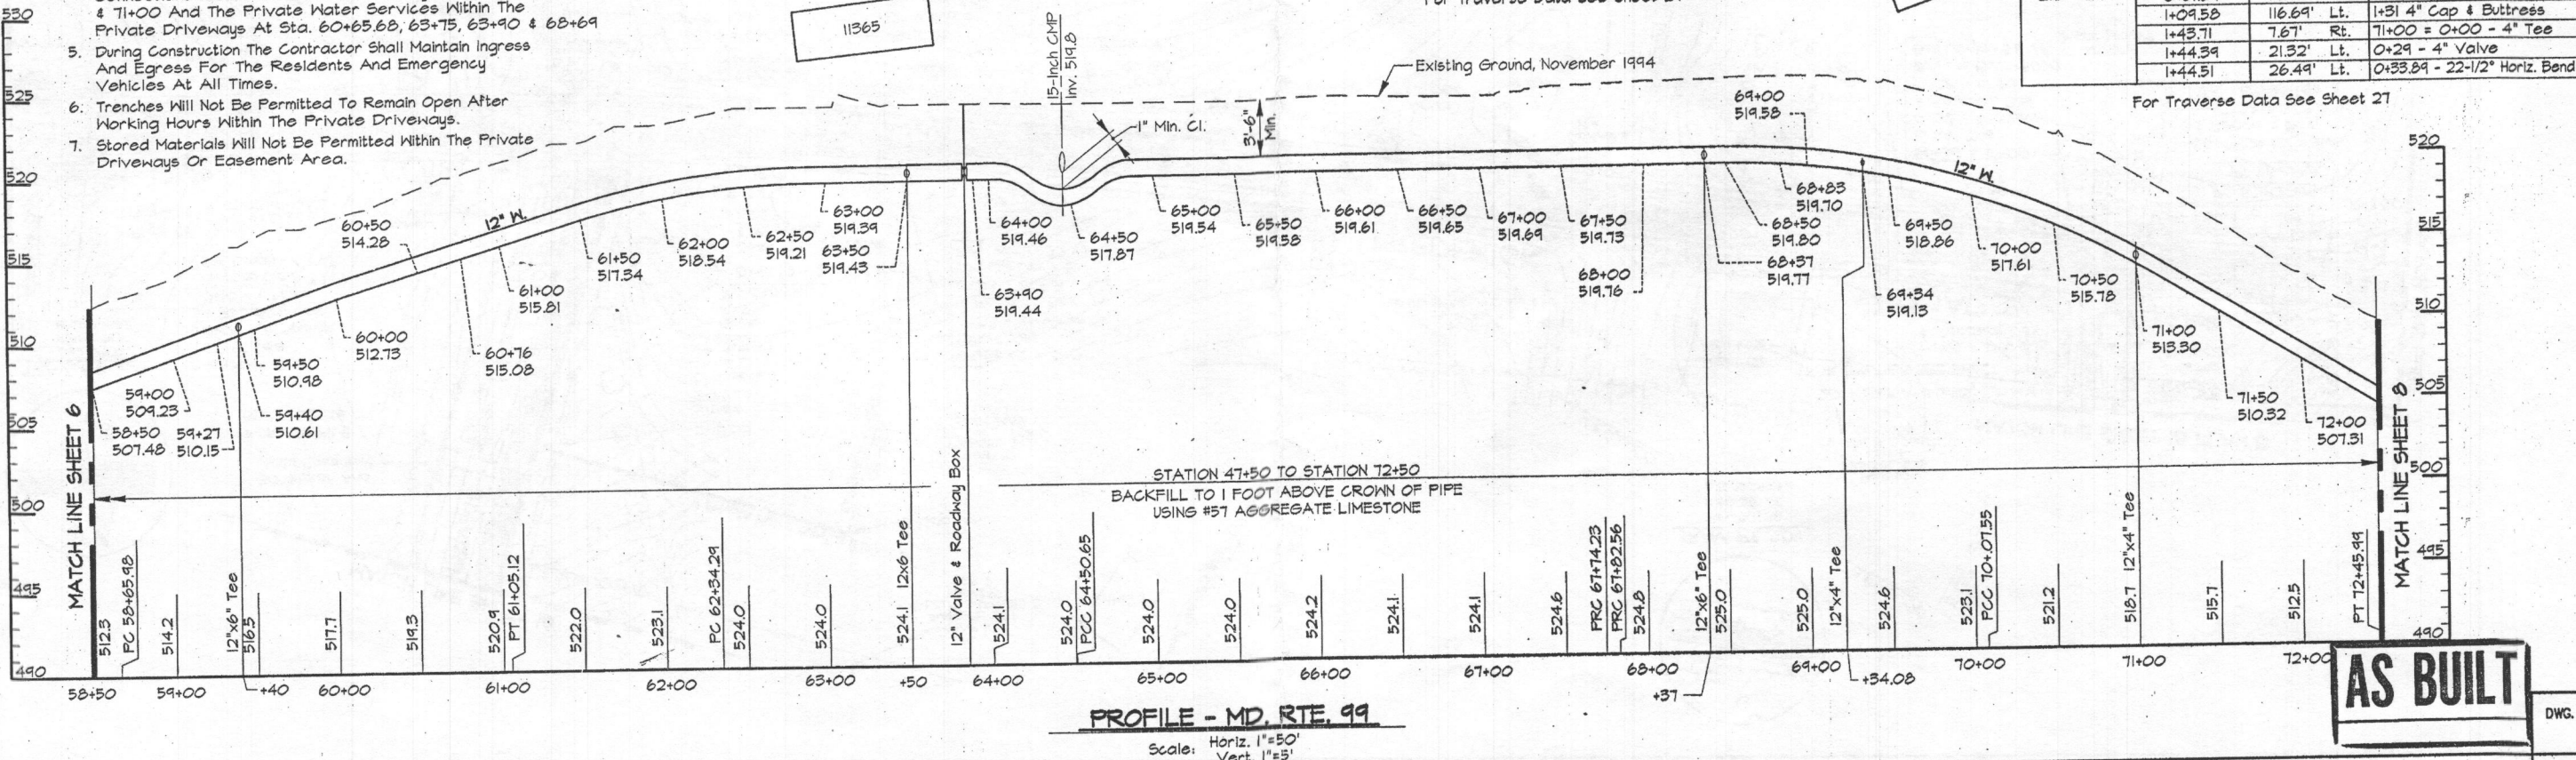 & 71+00 And The Private Water Services Within The
Private Driveways At Sta. 60+65.68, 63+75, 63+90 & 68+69
5. During Construction The Contractor Shall Maintain Ingress
And Egress For The Residents And Emergency
Vehicles At All Times.
6. Trenches Will Not Be Permitted To Remain Open After
Working Hours Within The Private Driveways.
7. Stored Materials Will Not Be Permitted Within The Private
Driveways Or Easement Area.
11365
15-Inch CMP
Inv. 519.8
Existing Ground, November 1994
1" Min. Cl.
3'-6"
Min.
1+09.58 116.69' Lt. 1+31 4" Cap & Buttress
1+43.71 7.67' Rt. 71+00 = 0+00 - 4" Tee
1+44.39 21.32' Lt. 0+29 - 4" Valve
1+44.51 26.49' Lt. 0+33.89 - 22-1/2° Horiz. Bend
For Traverse Data See Sheet 27
530
525
520
515
510
505
500
495
490
520
515
510
505
500
495
490
MATCH LINE SHEET 6
MATCH LINE SHEET 8
12" W.
12" W.
58+50
507.48
59+00
509.23
59+27
510.15
59+40
510.61
59+50
510.98
60+00
512.73
60+50
514.28
60+76
515.08
61+00
515.81
61+50
517.34
62+00
518.54
62+50
519.21
63+00
519.39
63+50
519.43
63+90
519.44
64+00
519.46
64+50
517.87
65+00
519.54
65+50
519.58
66+00
519.61
66+50
519.65
67+00
519.69
67+50
519.73
68+00
519.76
68+37
519.77
68+50
519.80
68+83
519.70
69+00
519.58
69+34
519.13
69+50
518.86
70+00
517.61
70+50
515.78
71+00
513.30
71+50
510.32
72+00
507.31
STATION 47+50 TO STATION 72+50
BACKFILL TO 1 FOOT ABOVE CROWN OF PIPE
USING #57 AGGREGATE LIMESTONE
512.3
PC 58+65.98
514.2
12"x6" Tee
516.5
517.7
519.3
520.9
PT 61+05.12
522.0
523.1
PC 62+34.29
524.0
524.0
524.1 12x6 Tee
12" Valve & Roadway Box
524.1
524.0
PCC 64+50.65
524.0
524.0
524.2
524.1
524.1
524.6
PRC 67+74.23
PRC 67+82.56
524.8
12"x6" Tee
525.0
525.0
12"x4" Tee
524.6
523.1
PCC 70+07.55
521.2
518.7 12"x4" Tee
515.7
512.5
PT 72+45.99
58+50
59+00
+40
60+00
61+00
62+00
63+00
+50
64+00
65+00
66+00
67+00
68+00
+37
69+00
+34.08
70+00
71+00
72+00
PROFILE - MD. RTE. 99
Scale: Horiz. 1"=50'
Vert. 1"=5'
AS BUILT
DWG.